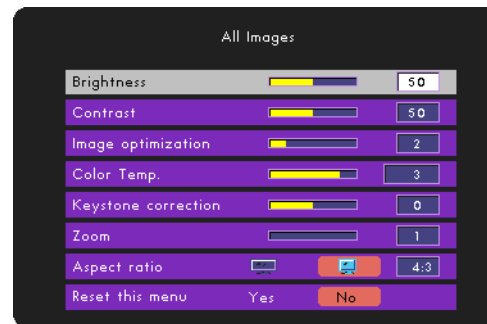 All Images
Brightness 50
Contrast 50
Image optimization 2
Color Temp. 3
Keystone correction 0
Zoom 1
Aspect ratio 4:3
Reset this menu Yes No